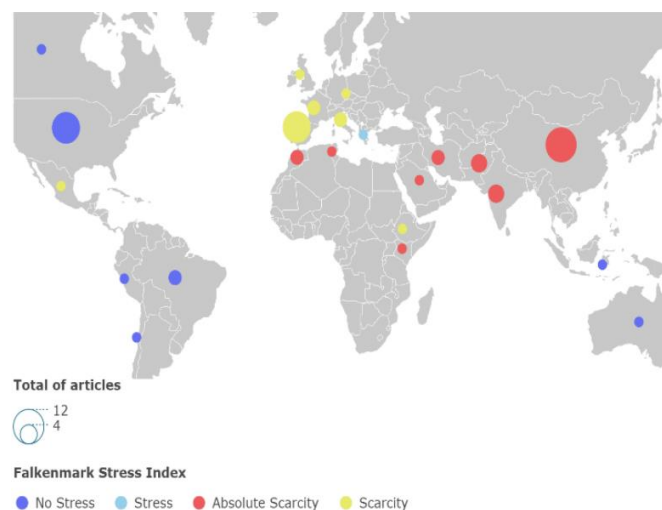 Total of articles
12
4
Falkenmark Stress Index
No Stress Stress Absolute Scarcity Scarcity